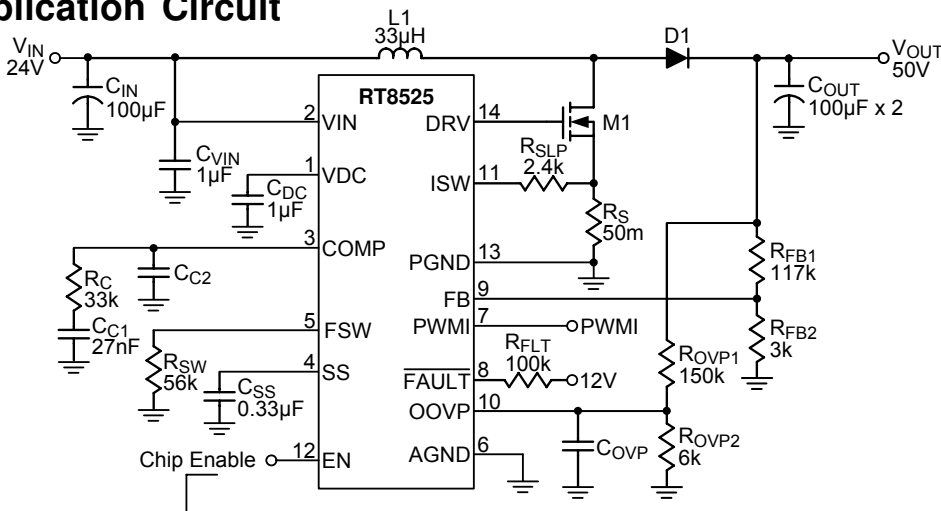 plication Circuit
L1
33µH
D1
VIN
24V
VOUT
50V
CIN
100µF
COUT
100µF x 2
RT8525
2
VIN
DRV
14
M1
CVIN
1µF
RSLP
2.4k
1
VDC
ISW
11
CDC
1µF
RS
50m
3
COMP
PGND
13
RFB1
117k
RC
33k
CC2
FB
9
CC1
27nF
5
FSW
PWMI
7
PWMI
RFB2
3k
RSW
56k
RFLT
100k
ROVP1
150k
4
SS
FAULT
8
12V
CSS
0.33µF
OOVP
10
COVP
ROVP2
6k
Chip Enable
12
EN
AGND
6